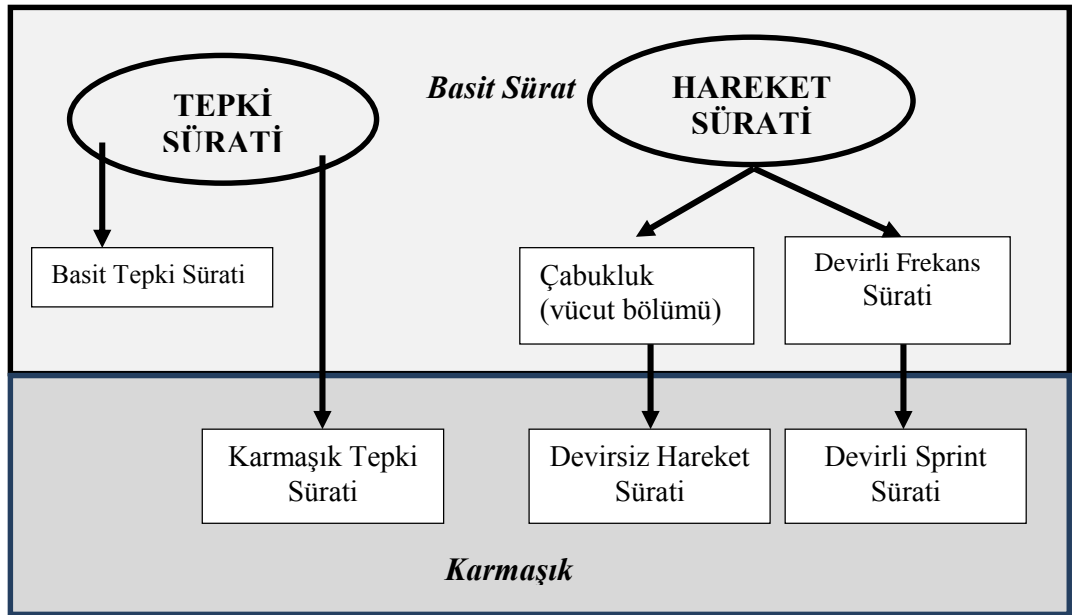 TEPKİ
SÜRATİ
Basit Sürat
HAREKET
SÜRATİ
Basit Tepki Sürati
Çabukluk
(vücut bölümü)
Devirli Frekans
Sürati
Karmaşık Tepki
Sürati
Devirsiz Hareket
Sürati
Devirli Sprint
Sürati
Karmaşık